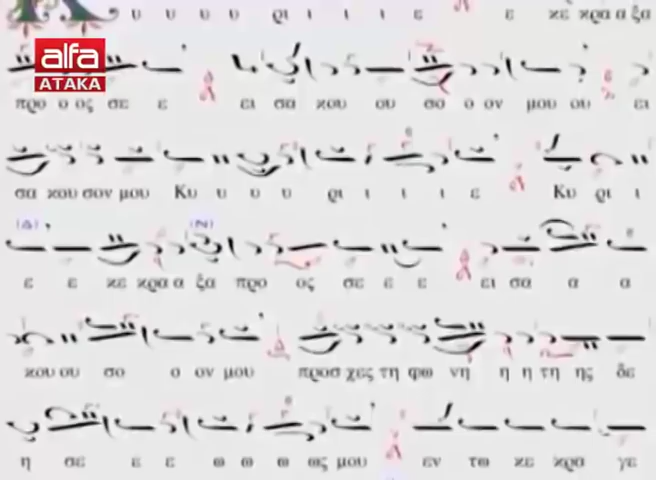 Κυ υ υ υ ρι ι ι ι ε ε κε κρα α ξα
alfa
ΑΤΑΚΑ
προ ο ος σε ε ει σα κου ου σο ο ον μου ου ει
σα κου σον μου Κυ υ υ υ ρι ι ι ι ε Κυ ρι ι
ε ε κε κρα α ξα προ ος σε ε ε ει σα α α
κου ου σο ο ον μου προσ χες τη φω νη η η τη ης δε
η σε ε ε ω ω ω ως μου εν τω κε κρα γε